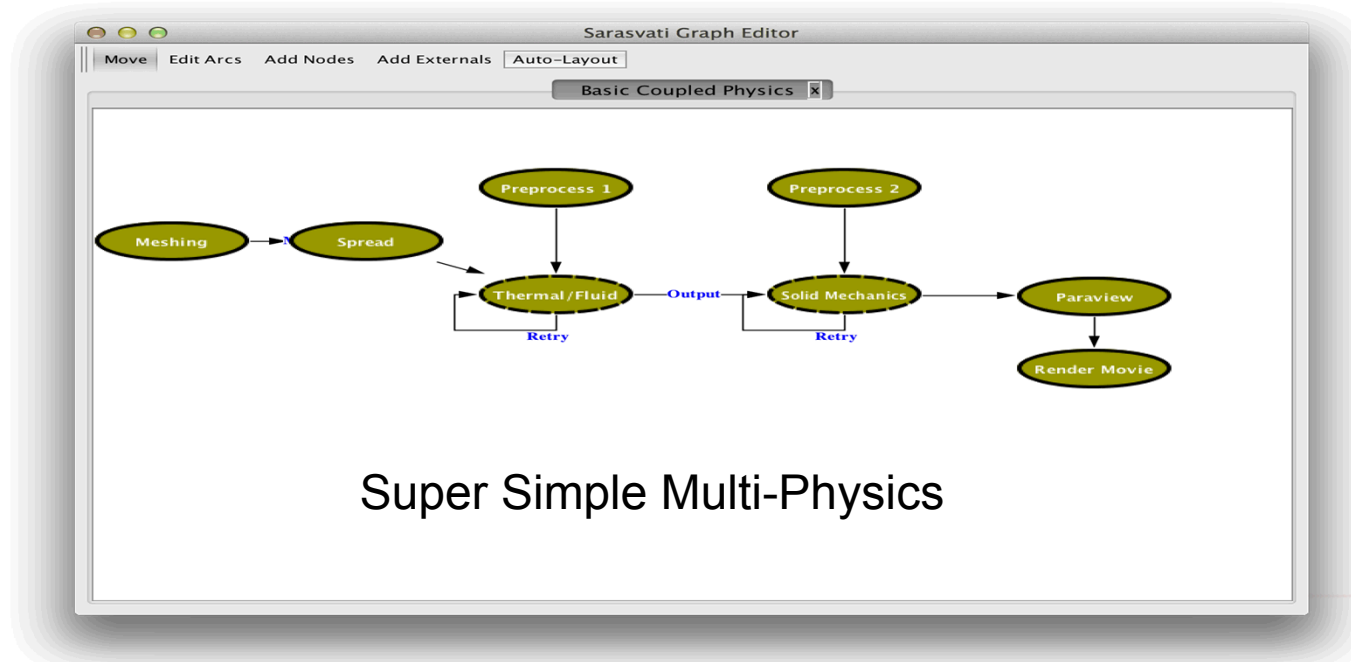 Sarasvati Graph Editor
Move Edit Arcs Add Nodes Add Externals Auto-Layout
Basic Coupled Physics x
Preprocess 1 Preprocess 2
Meshing Spread
Thermal/Fluid Output Solid Mechanics Paraview
Retry Retry
Render Movie
Super Simple Multi-Physics